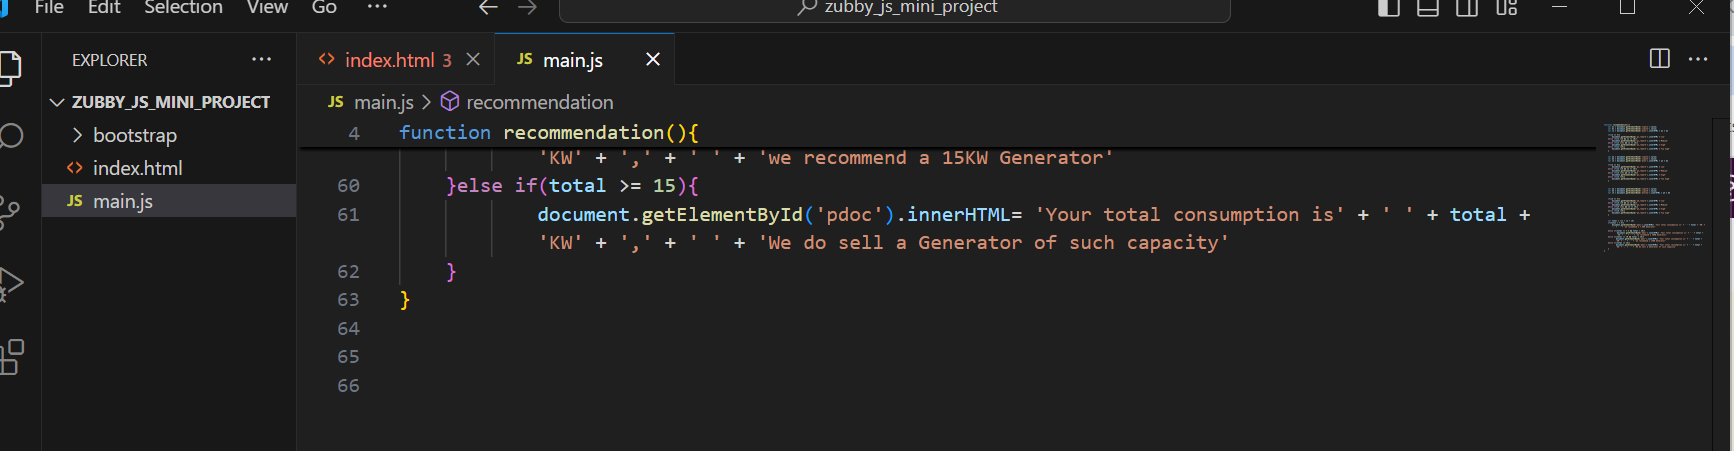 File Edit Selection View Go ··· zubby_js_mini_project
EXPLORER ···
index.html 3
JS main.js
ZUBBY_JS_MINI_PROJECT
bootstrap
index.html
JS main.js
JS main.js > recommendation
4 function recommendation(){
'KW' + ',' + ' ' + 'we recommend a 15KW Generator'
60 }else if(total >= 15){
61 document.getElementById('pdoc').innerHTML= 'Your total consumption is' + ' ' + total +
'KW' + ',' + ' ' + 'We do sell a Generator of such capacity'
62 }
63 }
64
65
66